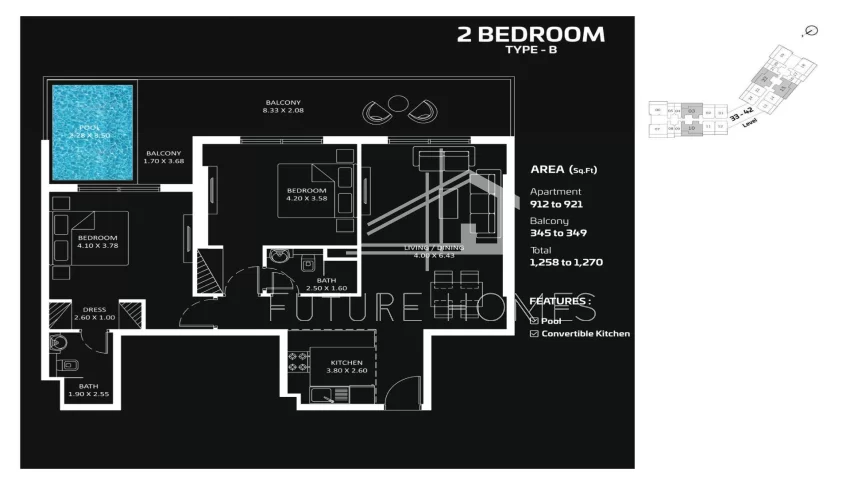 2 BEDROOM
TYPE - B
BALCONY
8.33 X 2.08
POOL
2.28 X 3.50
BALCONY
1.70 X 3.68
BEDROOM
4.20 X 3.58
BEDROOM
4.10 X 3.78
LIVING / DINING
4.00 X 6.43
BATH
2.50 X 1.60
DRESS
2.60 X 1.00
KITCHEN
3.80 X 2.60
BATH
1.90 X 2.55
FUTURE HOMES
AREA (Sq.Ft)
Apartment
912 to 921
Balcony
345 to 349
Total
1,258 to 1,270
FEATURES :
Pool
Convertible Kitchen
33 - 42
Level
03
10